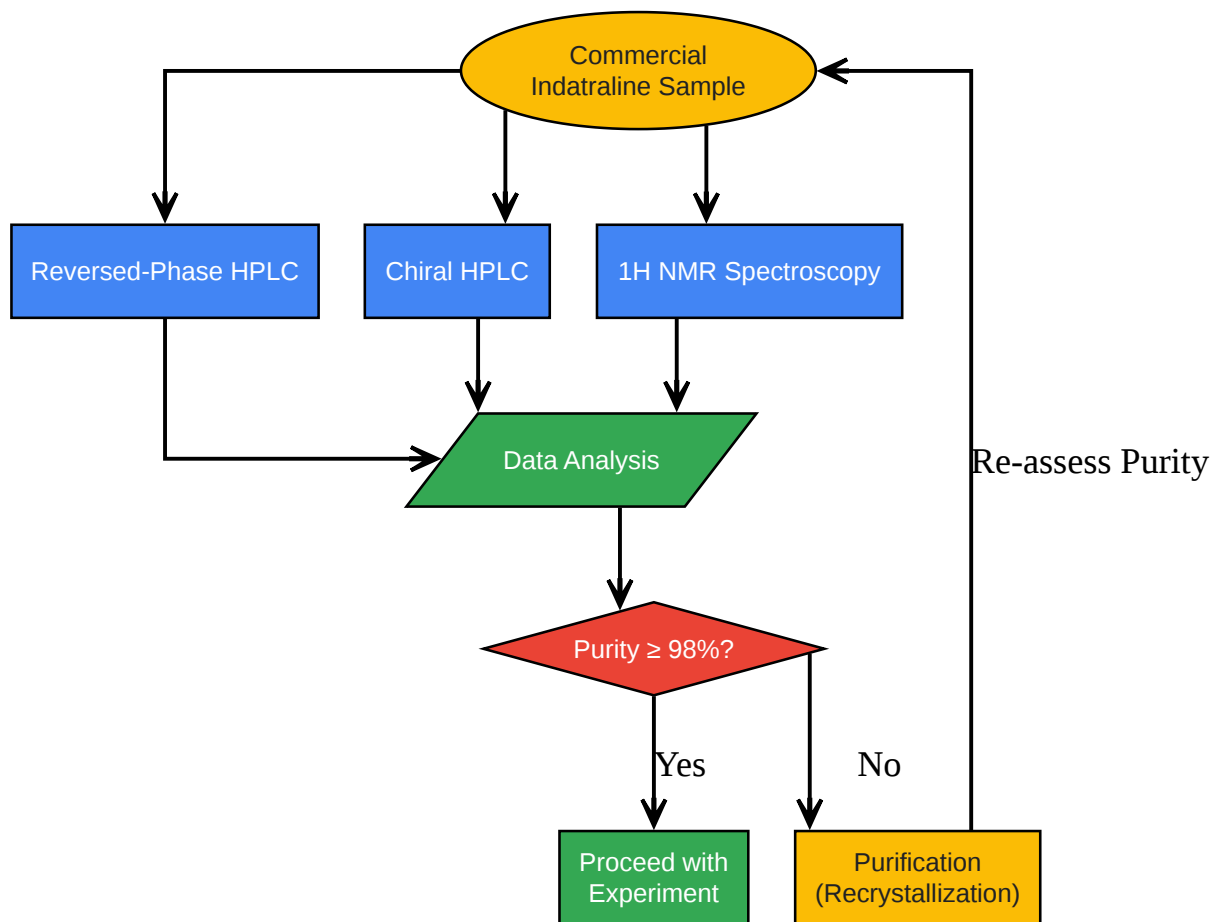 Commercial
Indatraline Sample
Reversed-Phase HPLC
Chiral HPLC
1H NMR Spectroscopy
Data Analysis
Re-assess Purity
Purity ≥ 98%?
Yes
No
Proceed with
Experiment
Purification
(Recrystallization)